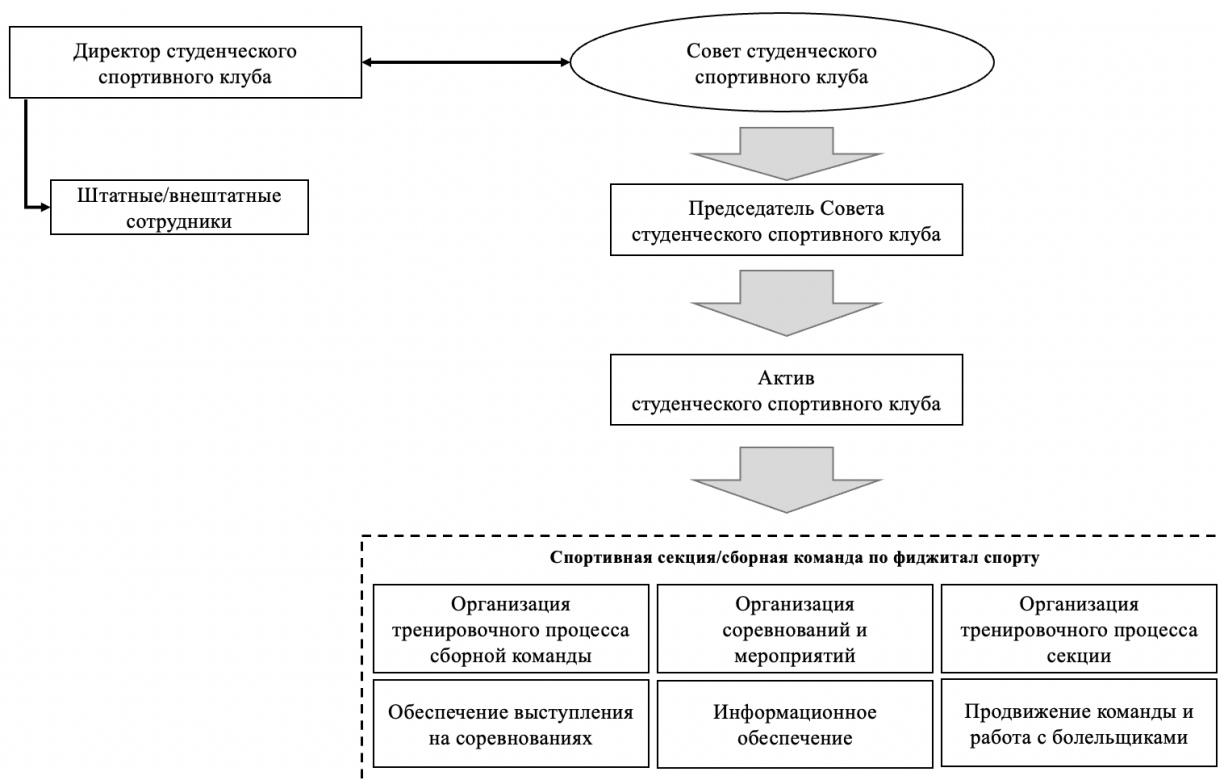 Директор студенческого
спортивного клуба
Совет студенческого
спортивного клуба
Штатные/внештатные
сотрудники
Председатель Совета
студенческого спортивного клуба
Актив
студенческого спортивного клуба
Спортивная секция/сборная команда по фиджитал спорту
Организация
тренировочного процесса
сборной команды
Организация
соревнований и
мероприятий
Организация
тренировочного процесса
секции
Обеспечение выступления
на соревнованиях
Информационное
обеспечение
Продвижение команды и
работа с болельщиками